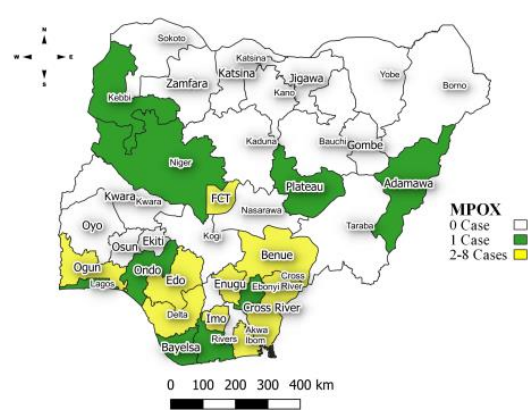 N
W E
S
Sokoto
Katsina
Zamfara
Katsina
Jigawa
Yobe
Borno
Kebbi
Kano
Kaduna
Bauchi
Gombe
Niger
Plateau
Adamawa
FCT
Kwara
Kwara
Nasarawa
Taraba
Oyo
Ekiti
Kogi
Osun
Benue
Ogun
Ondo
Edo
Enugu
Cross
Ebonyi River
Lagos
Cross River
Delta
Imo
Akwa
Ibom
Rivers
Bayelsa
MPOX
0 Case
1 Case
2-8 Cases
0 100 200 300 400 km